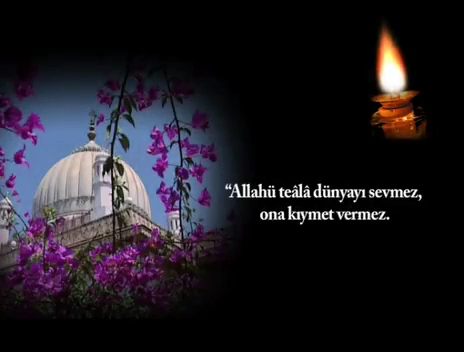 “Allahü teâlâ dünyayı sevmez,
ona kıymet vermez.